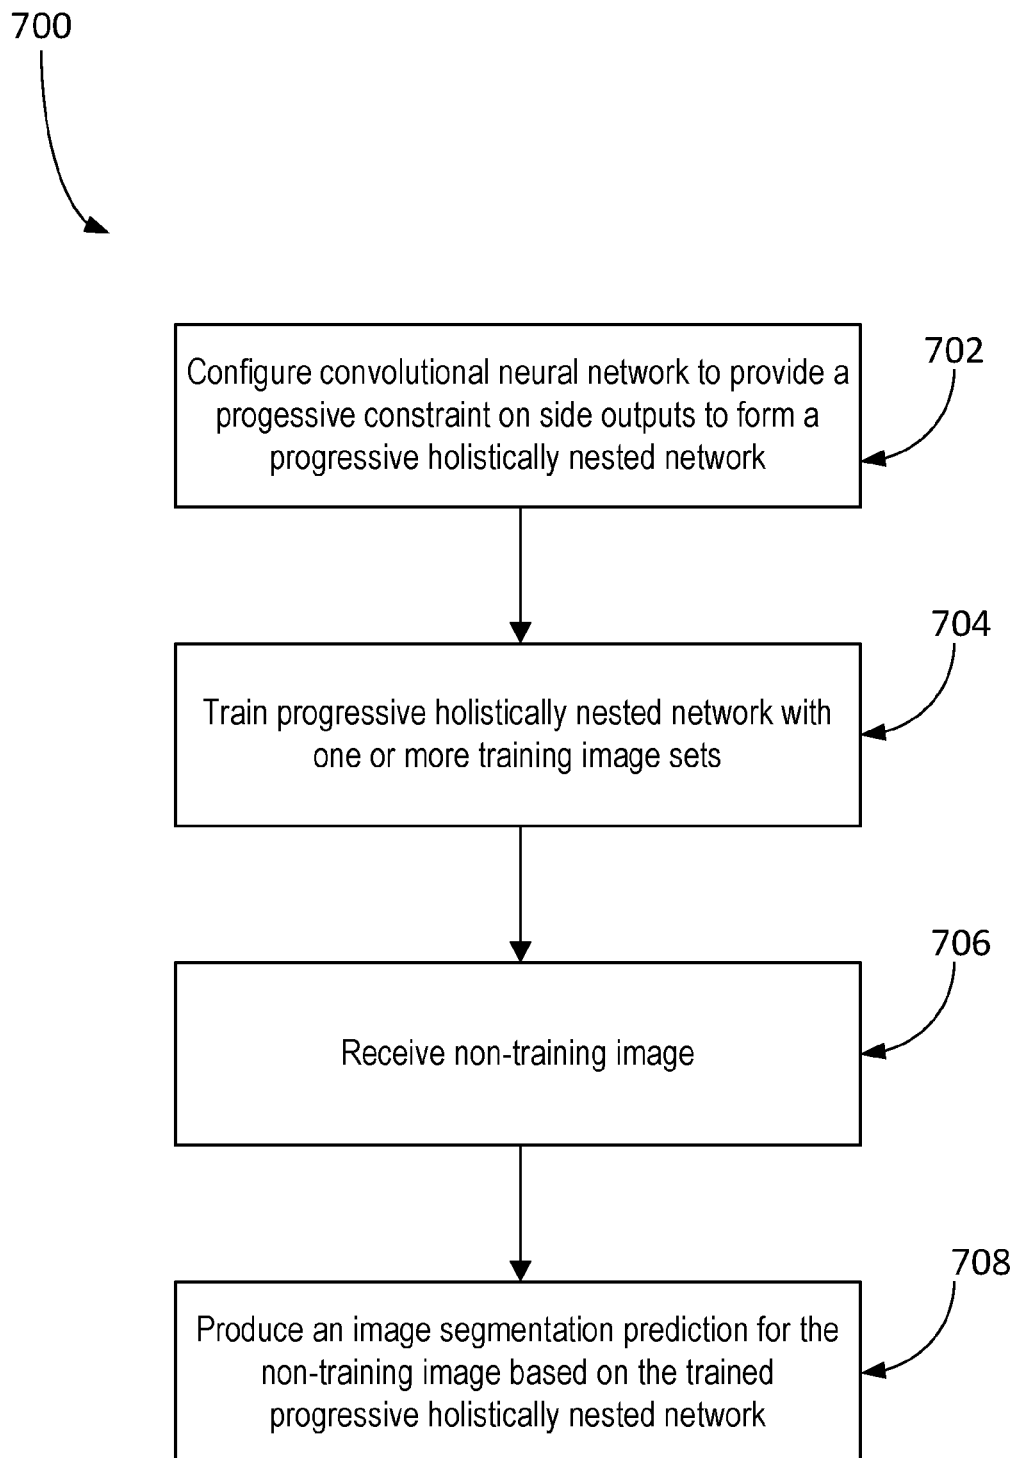 700
Configure convolutional neural network to provide a
progessive constraint on side outputs to form a
progressive holistically nested network
702
Train progressive holistically nested network with
one or more training image sets
704
Receive non-training image
706
Produce an image segmentation prediction for the
non-training image based on the trained
progressive holistically nested network
708